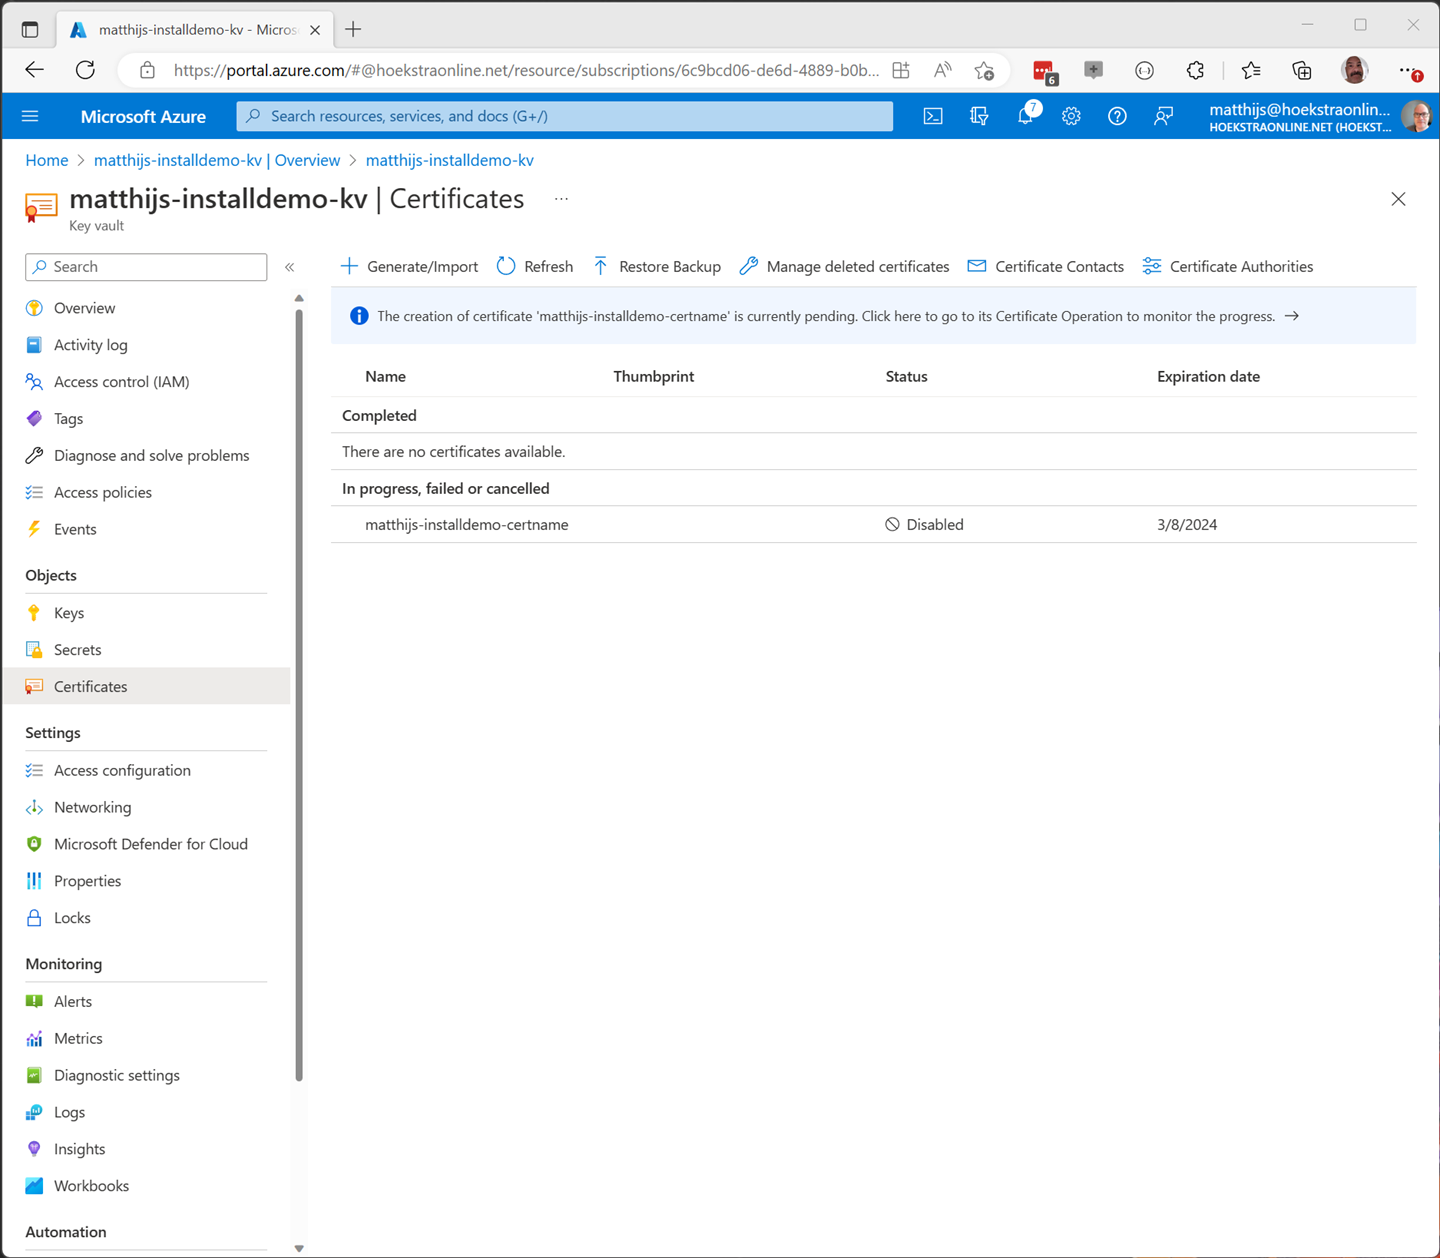 matthijs-installdemo-kv - Micros
https://portal.azure.com/#@hoekstraonline.net/resource/subscriptions/6c9bcd06-de6d-4889-b0b...
6
Microsoft Azure
Search resources, services, and docs (G+/)
7
matthijs@hoekstraonlin...
HOEKSTRAONLINE.NET (HOEKST...
Home > matthijs-installdemo-kv | Overview > matthijs-installdemo-kv
matthijs-installdemo-kv | Certificates ...
Key vault
Search
«
Generate/Import
Refresh
Restore Backup
Manage deleted certificates
Certificate Contacts
Certificate Authorities
The creation of certificate 'matthijs-installdemo-certname' is currently pending. Click here to go to its Certificate Operation to monitor the progress. →
Name Thumbprint Status Expiration date
Completed
There are no certificates available.
In progress, failed or cancelled
matthijs-installdemo-certname Disabled 3/8/2024
Overview
Activity log
Access control (IAM)
Tags
Diagnose and solve problems
Access policies
Events
Objects
Keys
Secrets
Certificates
Settings
Access configuration
Networking
Microsoft Defender for Cloud
Properties
Locks
Monitoring
Alerts
Metrics
Diagnostic settings
Logs
Insights
Workbooks
Automation